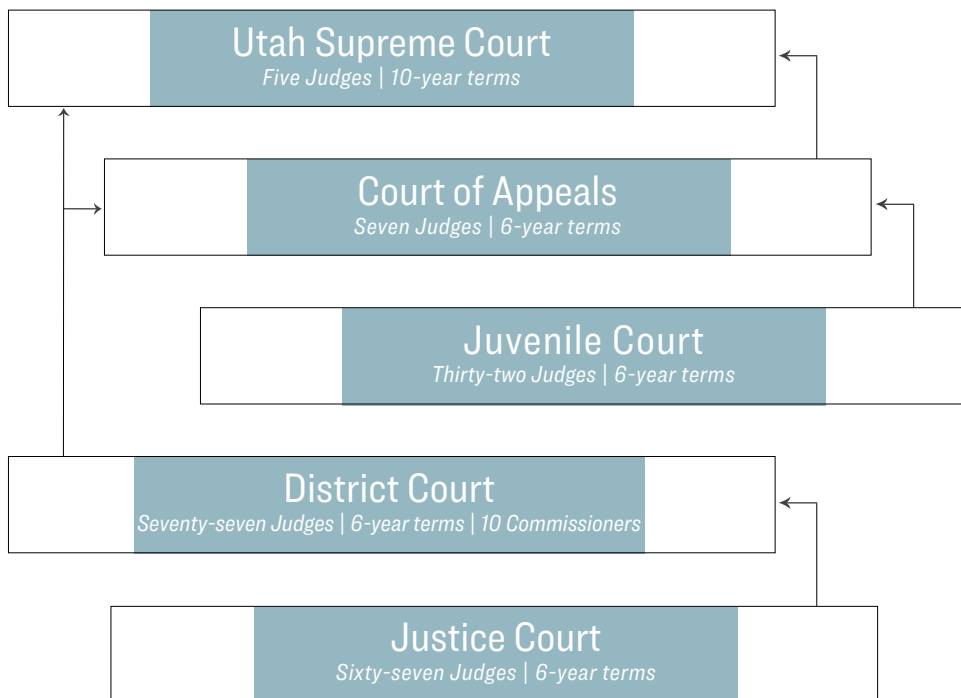 Utah Supreme Court
Five Judges | 10-year terms
Court of Appeals
Seven Judges | 6-year terms
Juvenile Court
Thirty-two Judges | 6-year terms
District Court
Seventy-seven Judges | 6-year terms | 10 Commissioners
Justice Court
Sixty-seven Judges | 6-year terms